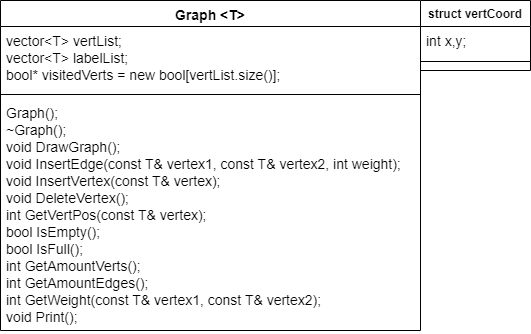 Graph <T>
vector<T> vertList;
vector<T> labelList;
bool* visitedVerts = new bool[vertList.size()];
Graph();
~Graph();
void DrawGraph();
void InsertEdge(const T& vertex1, const T& vertex2, int weight);
void InsertVertex(const T& vertex);
void DeleteVertex();
int GetVertPos(const T& vertex);
bool IsEmpty();
bool IsFull();
int GetAmountVerts();
int GetAmountEdges();
int GetWeight(const T& vertex1, const T& vertex2);
void Print();
struct vertCoord
int x,y;